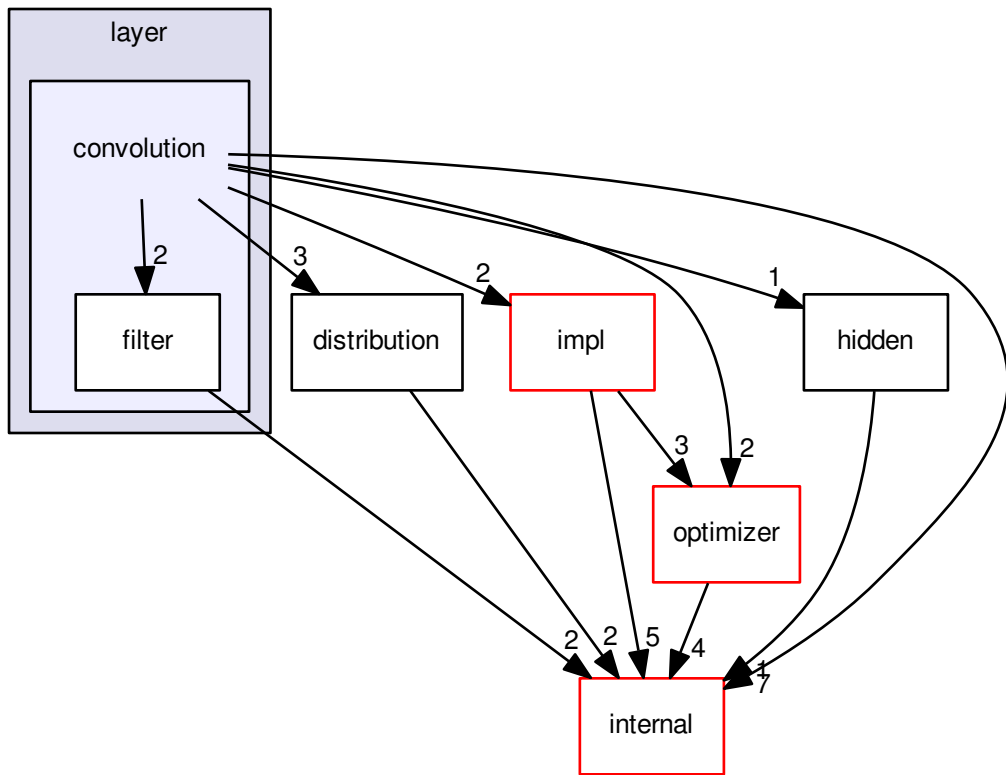 layer
convolution
2
3
2
1
filter
distribution
impl
hidden
3
2
optimizer
2
2
5
4
1
7
internal